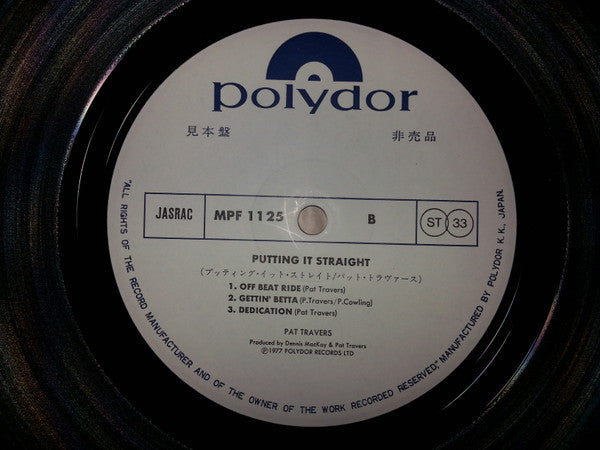 polydor
見本盤 非売品
JASRAC MPF 1125 B ST 33
PUTTING IT STRAIGHT
(プッティング・イット・ストレイト/パット・トラヴァース)
1. OFF BEAT RIDE (Pat Travers)
2. GETTIN' BETTA (P.Travers/P.Cowling)
3. DEDICATION (Pat Travers)
PAT TRAVERS
Produced by Dennis MacKay & Pat Travers
Ⓟ1977 POLYDOR RECORDS LTD
"ALL RIGHTS OF THE RECORD MANUFACTURER AND OF THE OWNER OF THE WORK RECORDED RESERVED," MANUFACTURED BY POLYDOR K. K., JAPAN.